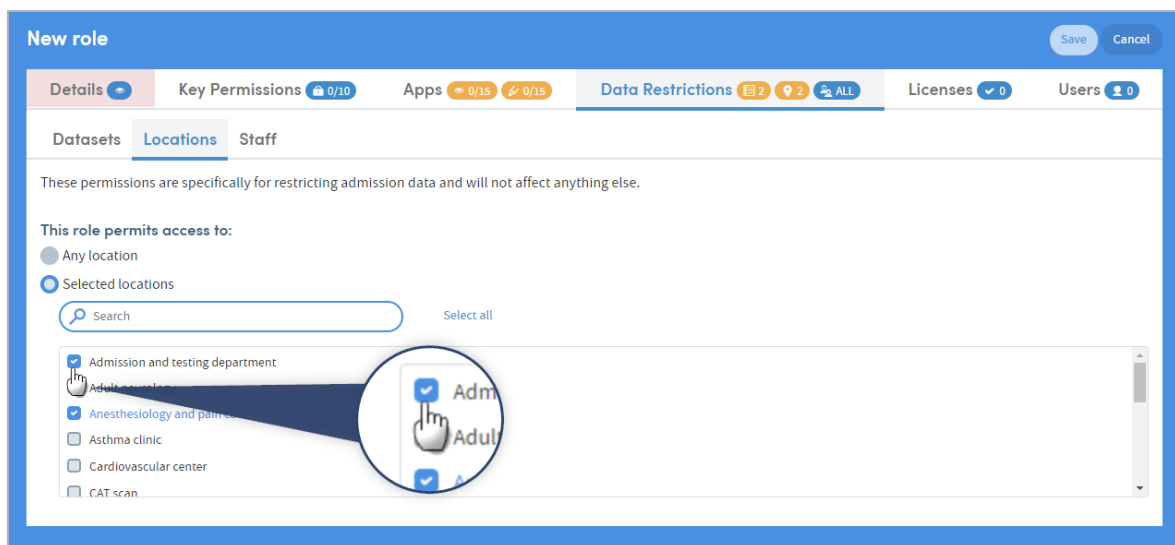 New role
Save Cancel
Details Key Permissions 0/10 Apps 0/15 0/15 Data Restrictions 2 2 ALL Licenses 0 Users 0
Datasets Locations Staff
These permissions are specifically for restricting admission data and will not affect anything else.
This role permits access to:
Any location
Selected locations
Search Select all
Admission and testing department
Adult neurology
Anesthesiology and pain
Asthma clinic
Cardiovascular center
CAT scan
Adm
Adult
A